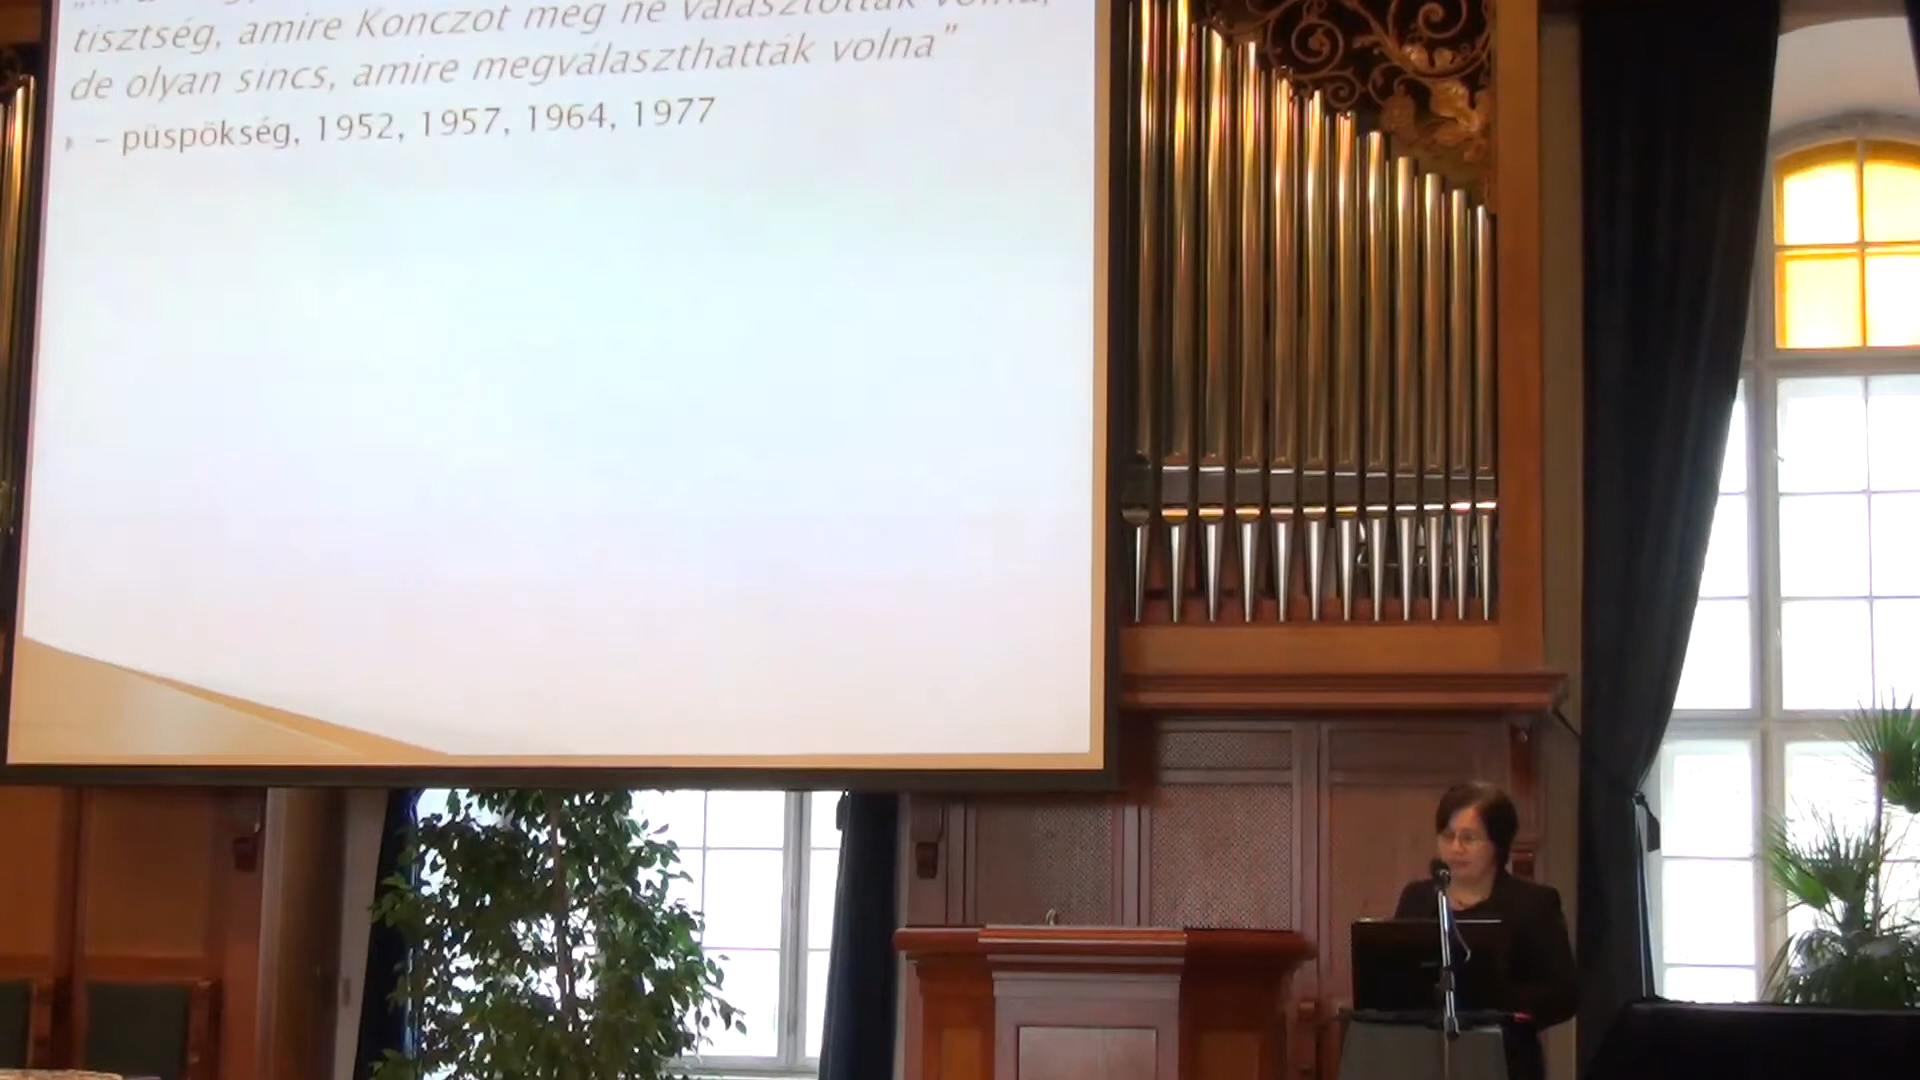 tisztség, amire Konczot meg ne választották volna,
de olyan sincs, amire megválaszthatták volna”
– püspökség, 1952, 1957, 1964, 1977